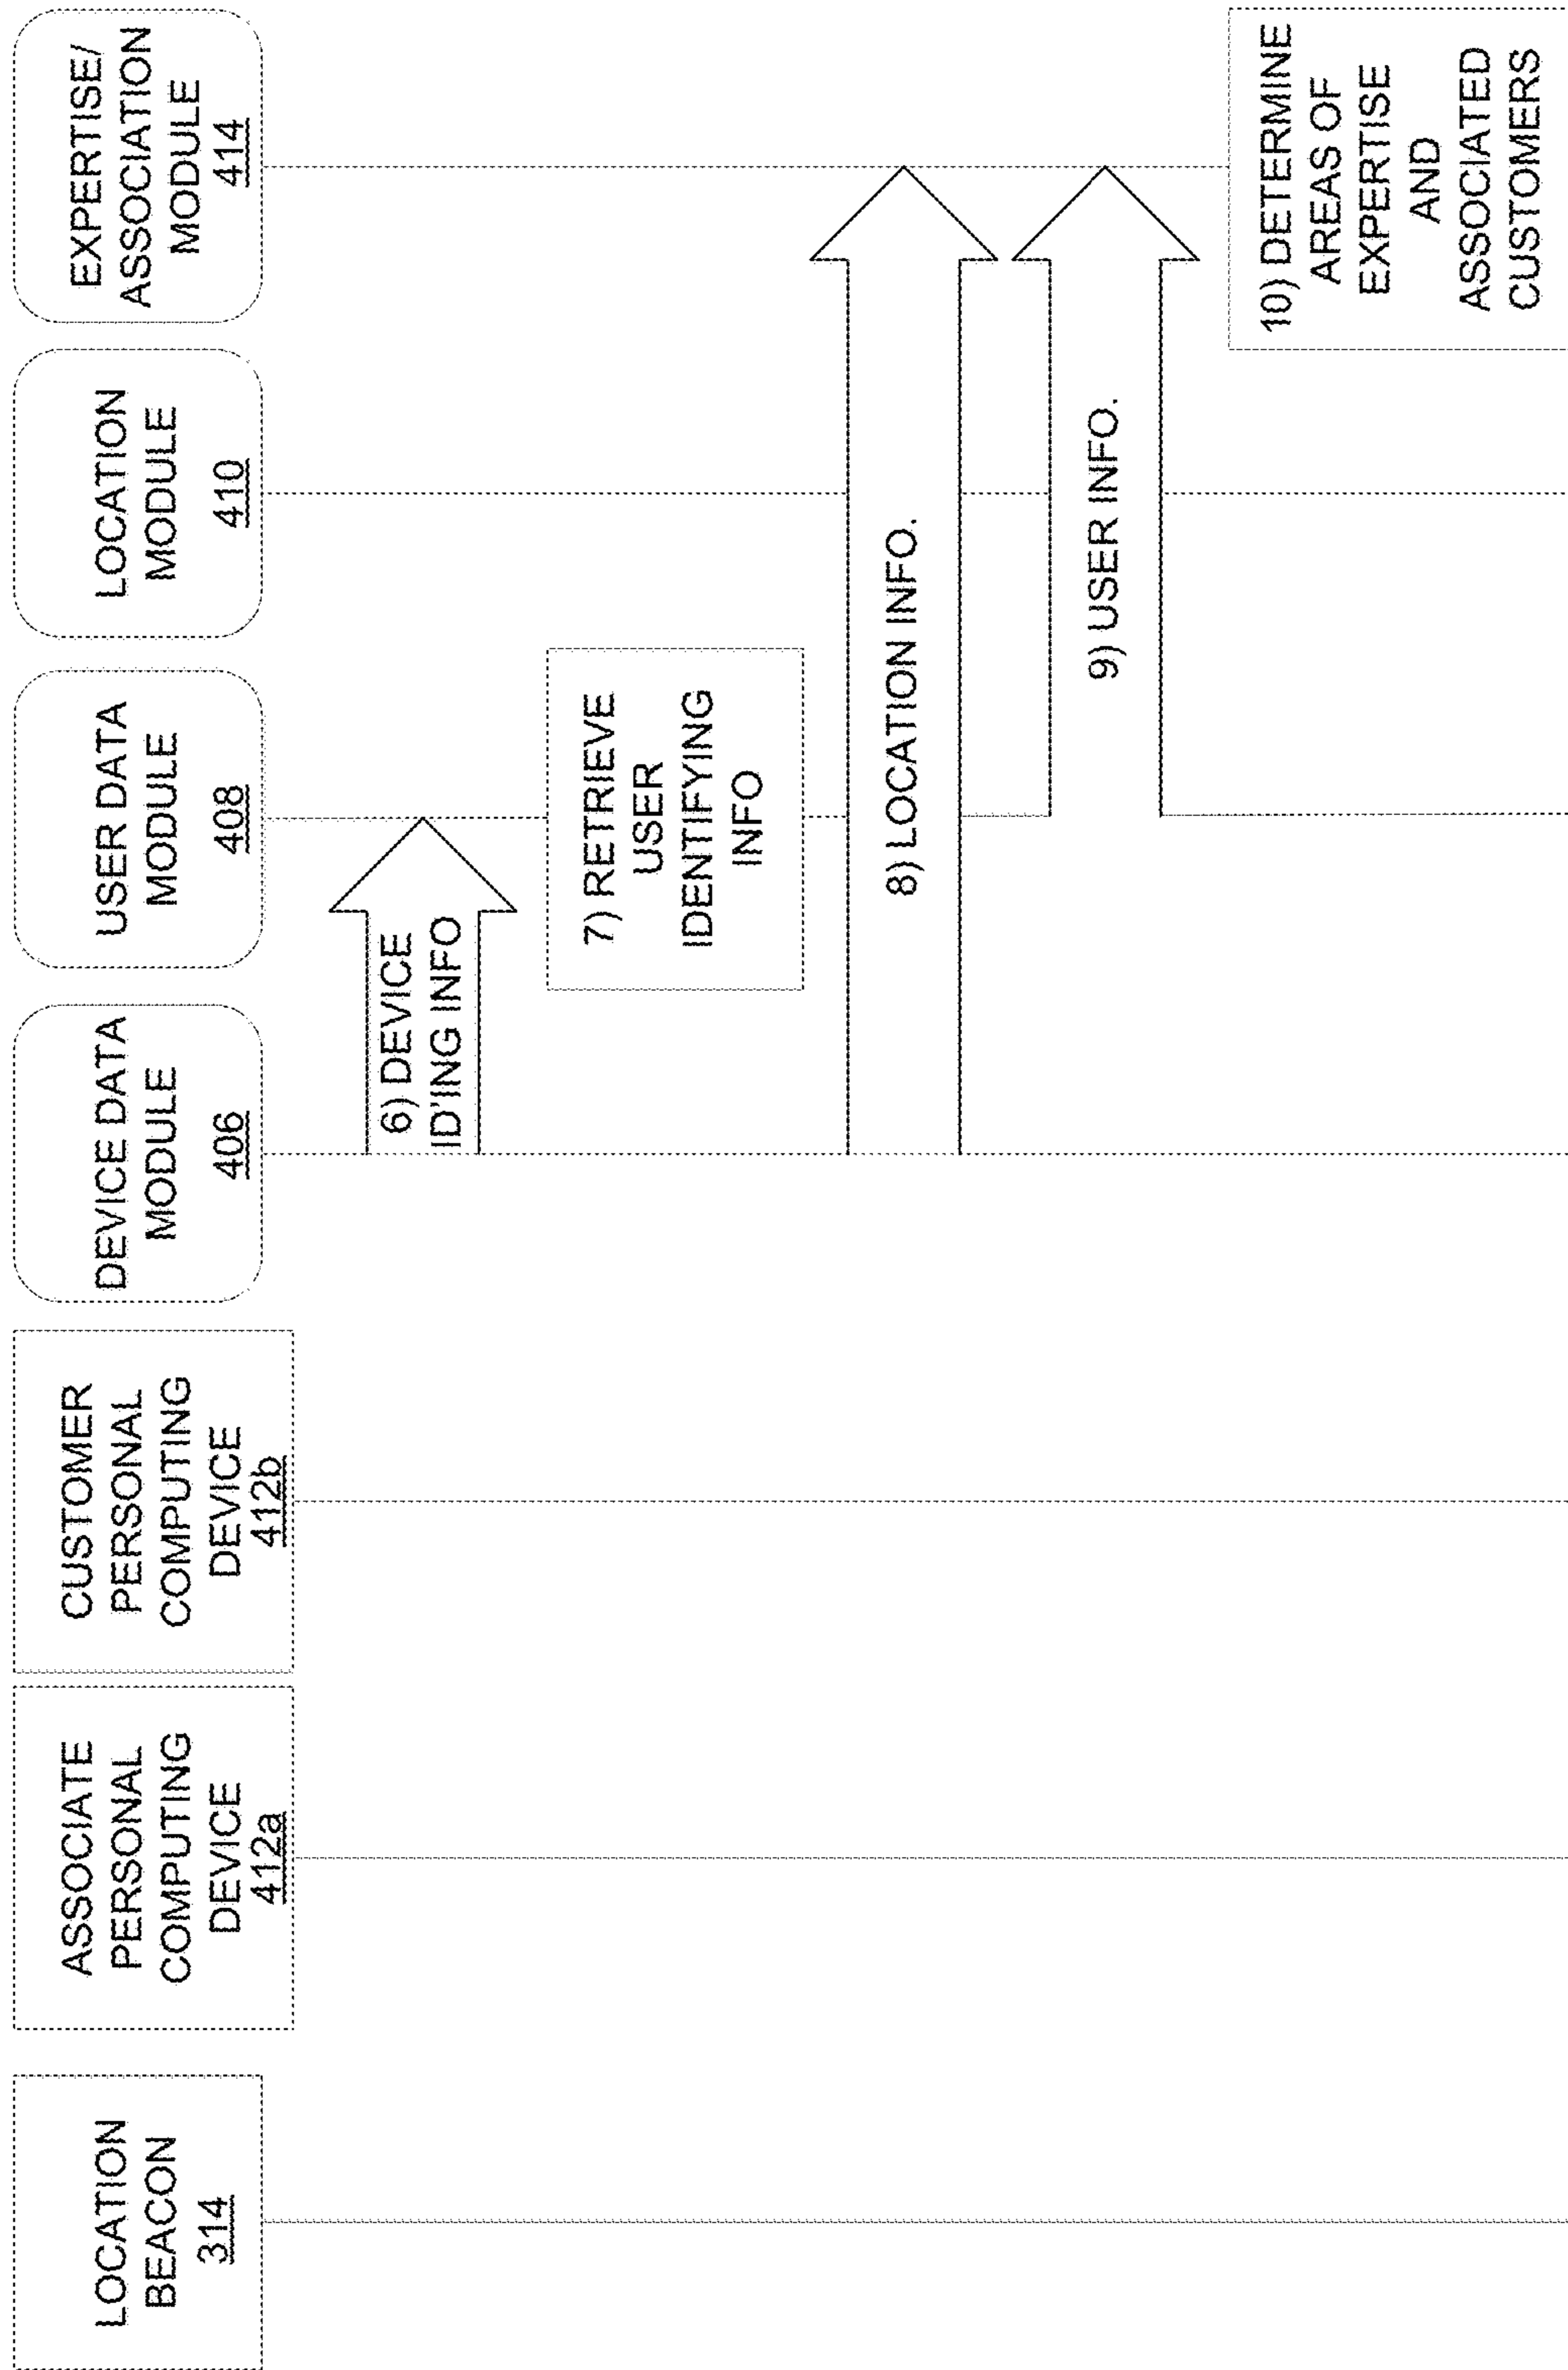 LOCATION
BEACON
314
ASSOCIATE
PERSONAL
COMPUTING
DEVICE
412a
CUSTOMER
PERSONAL
COMPUTING
DEVICE
412b
DEVICE DATA
MODULE
406
USER DATA
MODULE
408
LOCATION
MODULE
410
EXPERTISE/
ASSOCIATION
MODULE
414
6) DEVICE
ID'ING INFO
7) RETRIEVE
USER
IDENTIFYING
INFO
8) LOCATION INFO.
9) USER INFO.
10) DETERMINE
AREAS OF
EXPERTISE
AND
ASSOCIATED
CUSTOMERS